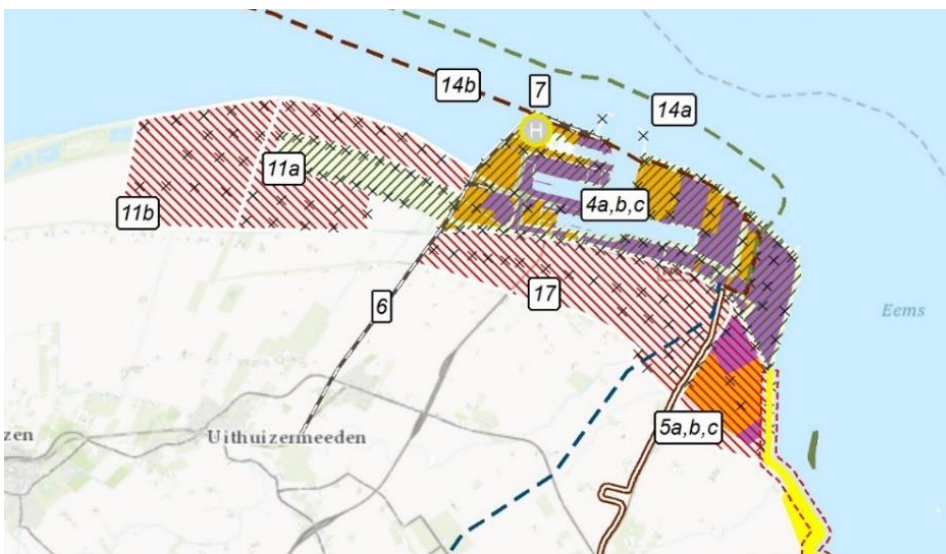 14b
7
14a
H
11a
11b
4a,b,c
6
17
Eems
5a,b,c
zen
Uithuizermeeden